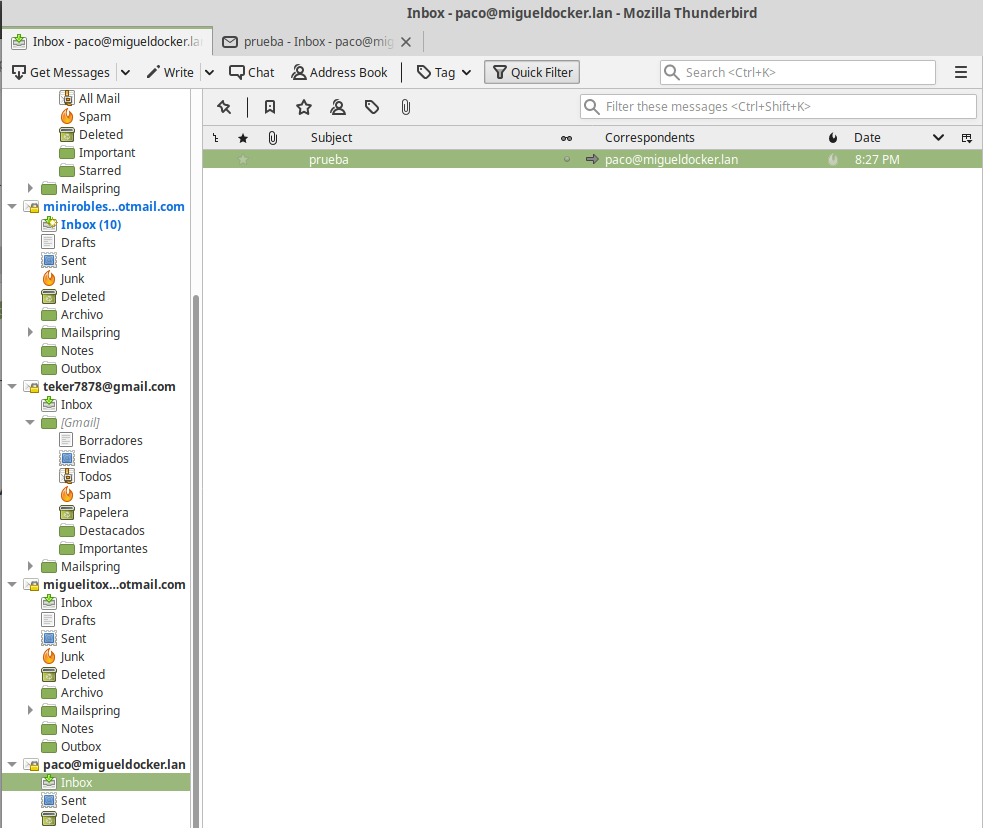 Inbox - paco@migueldocker.lan - Mozilla Thunderbird
Inbox - paco@migueldocker.la
prueba - Inbox - paco@mig
Get Messages
Write
Chat
Address Book
Tag
Quick Filter
Search <Ctrl+K>
Filter these messages <Ctrl+Shift+K>
Subject
Correspondents
Date
prueba
paco@migueldocker.lan
8:27 PM
All Mail
Spam
Deleted
Important
Starred
Mailspring
minirobles...otmail.com
Inbox (10)
Drafts
Sent
Junk
Deleted
Archivo
Mailspring
Notes
Outbox
teker7878@gmail.com
Inbox
[Gmail]
Borradores
Enviados
Todos
Spam
Papelera
Destacados
Importantes
Mailspring
miguelitox...otmail.com
Inbox
Drafts
Sent
Junk
Deleted
Archivo
Mailspring
Notes
Outbox
paco@migueldocker.lan
Inbox
Sent
Deleted